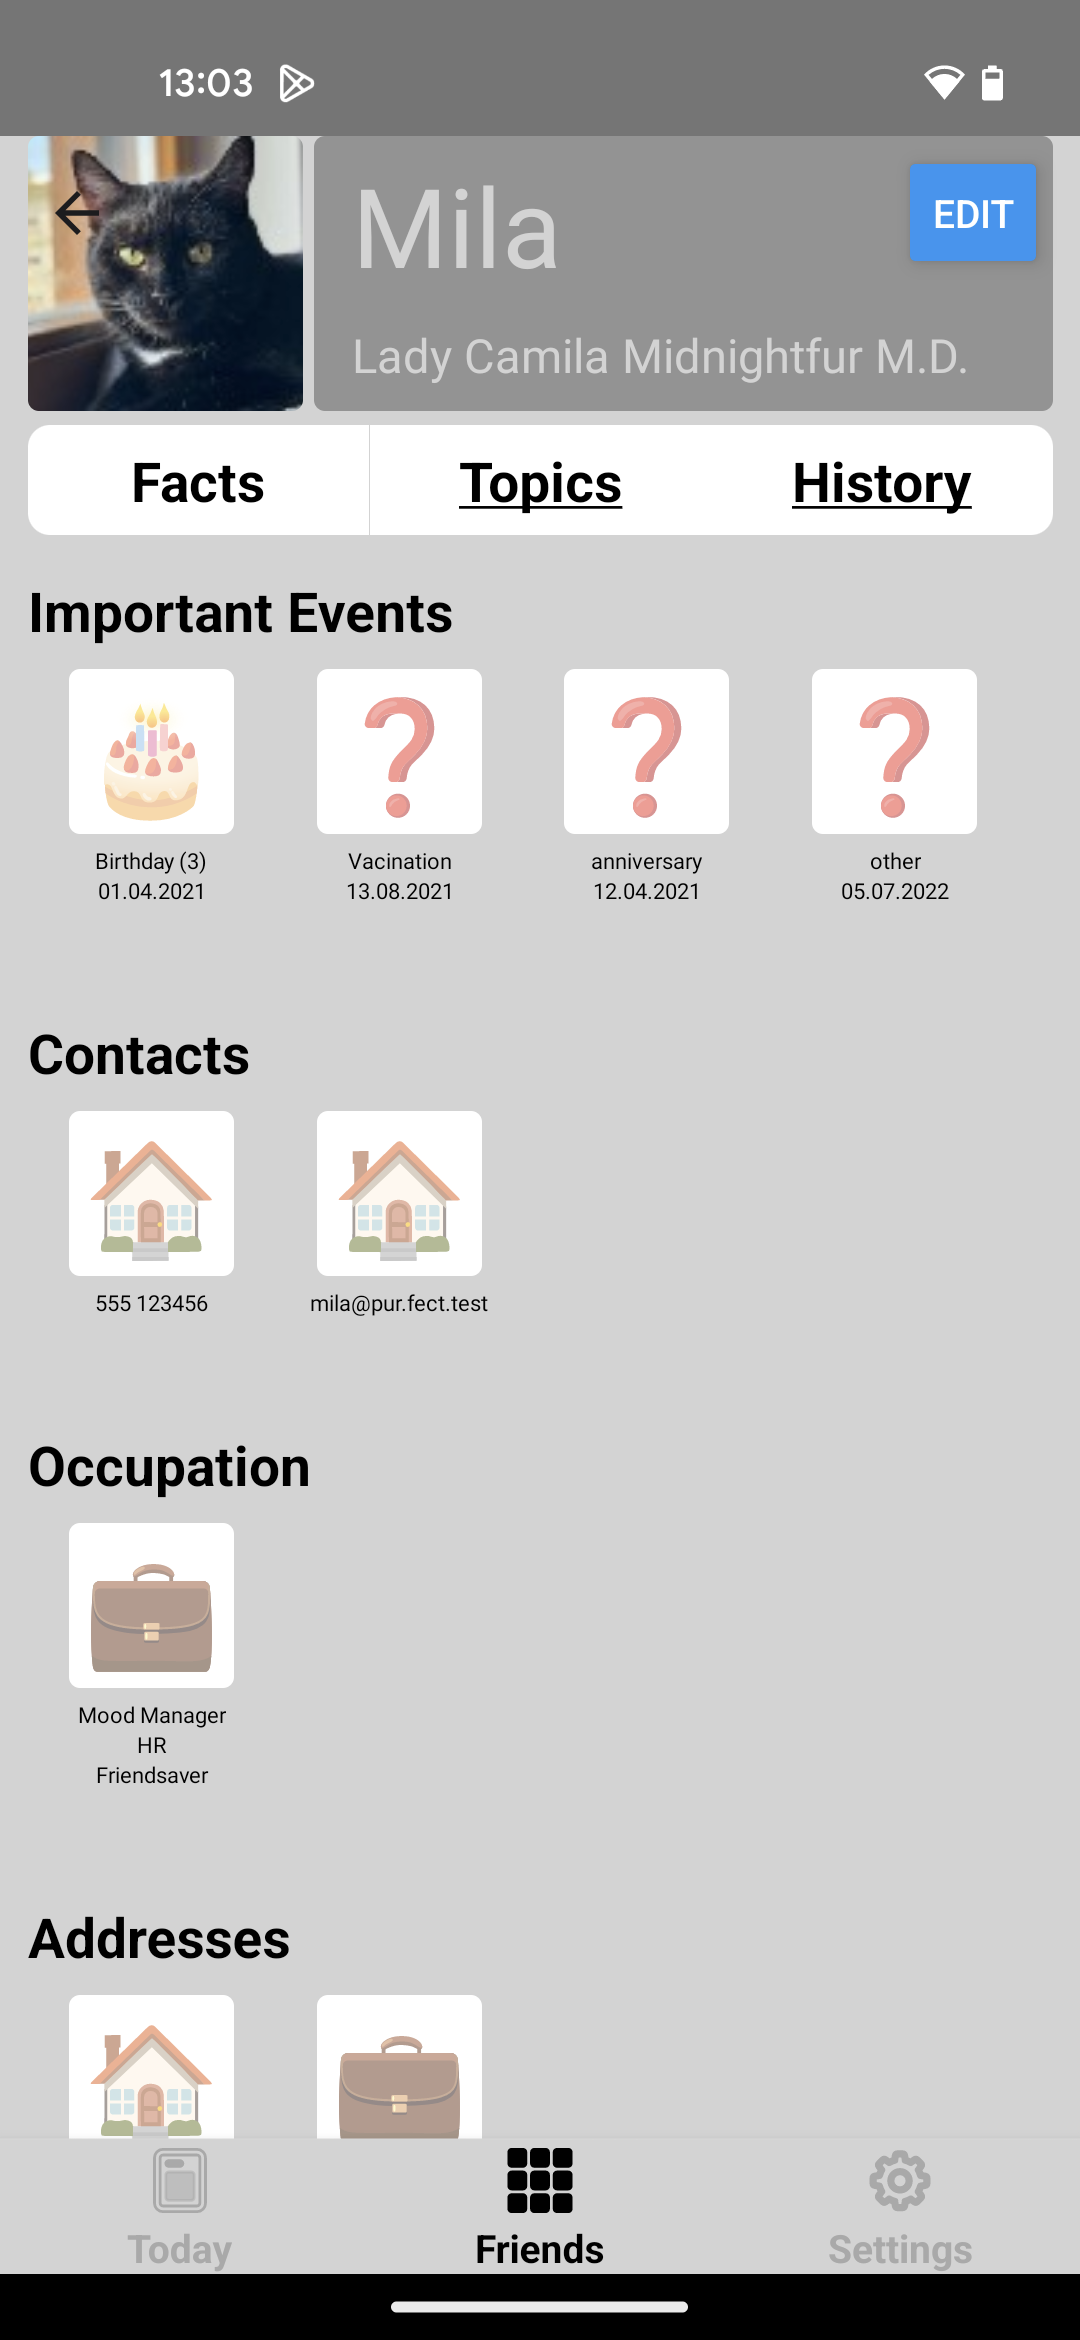 13:03
Mila
EDIT
Lady Camila Midnightfur M.D.
Facts Topics History
Important Events
Birthday (3) Vacination anniversary other
01.04.2021 13.08.2021 12.04.2021 05.07.2022
Contacts
555 123456 mila@pur.fect.test
Occupation
Mood Manager
HR
Friendsaver
Addresses
Today Friends Settings